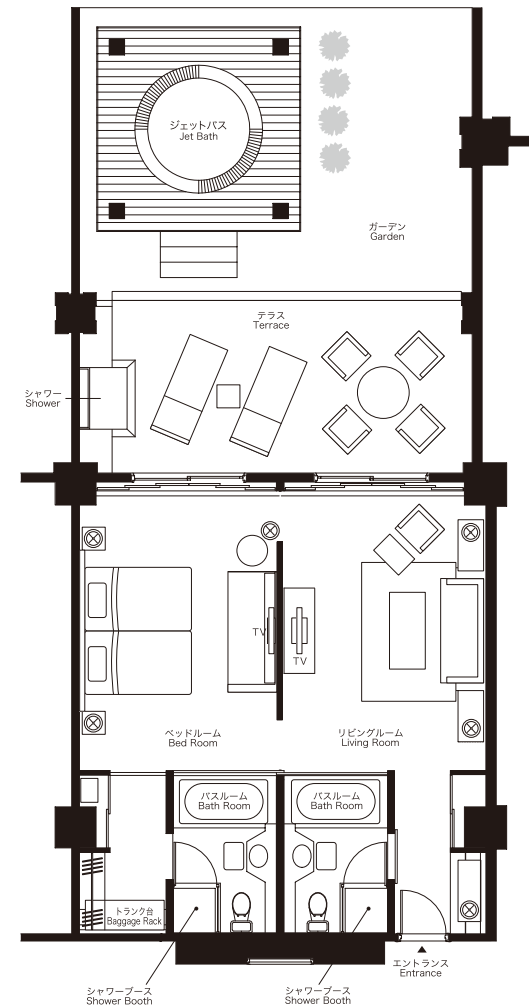 ジェットバス
Jet Bath
ガーデン
Garden
テラス
Terrace
シャワー
Shower
TV
TV
ベッドルーム
Bed Room
リビングルーム
Living Room
バスルーム
Bath Room
バスルーム
Bath Room
トランク台
Baggage Rack
エントランス
Entrance
シャワーブース
Shower Booth
シャワーブース
Shower Booth